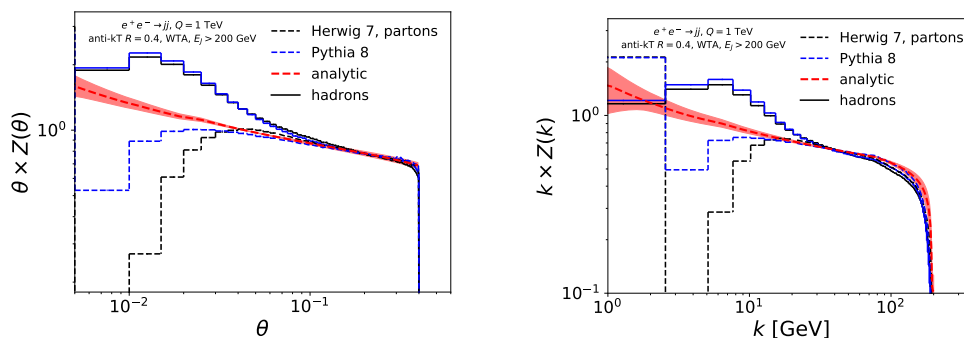 e⁺e⁻ → jj, Q = 1 TeV
anti-kT R = 0.4, WTA, E_J > 200 GeV
Herwig 7, partons
Pythia 8
analytic
hadrons
θ × Z(θ)
10⁰
10⁻²
10⁻¹
θ
e⁺e⁻ → jj, Q = 1 TeV
anti-kT R = 0.4, WTA, E_J > 200 GeV
Herwig 7, partons
Pythia 8
analytic
hadrons
k × Z(k)
10⁰
10⁻¹
10⁰
10¹
10²
k [GeV]